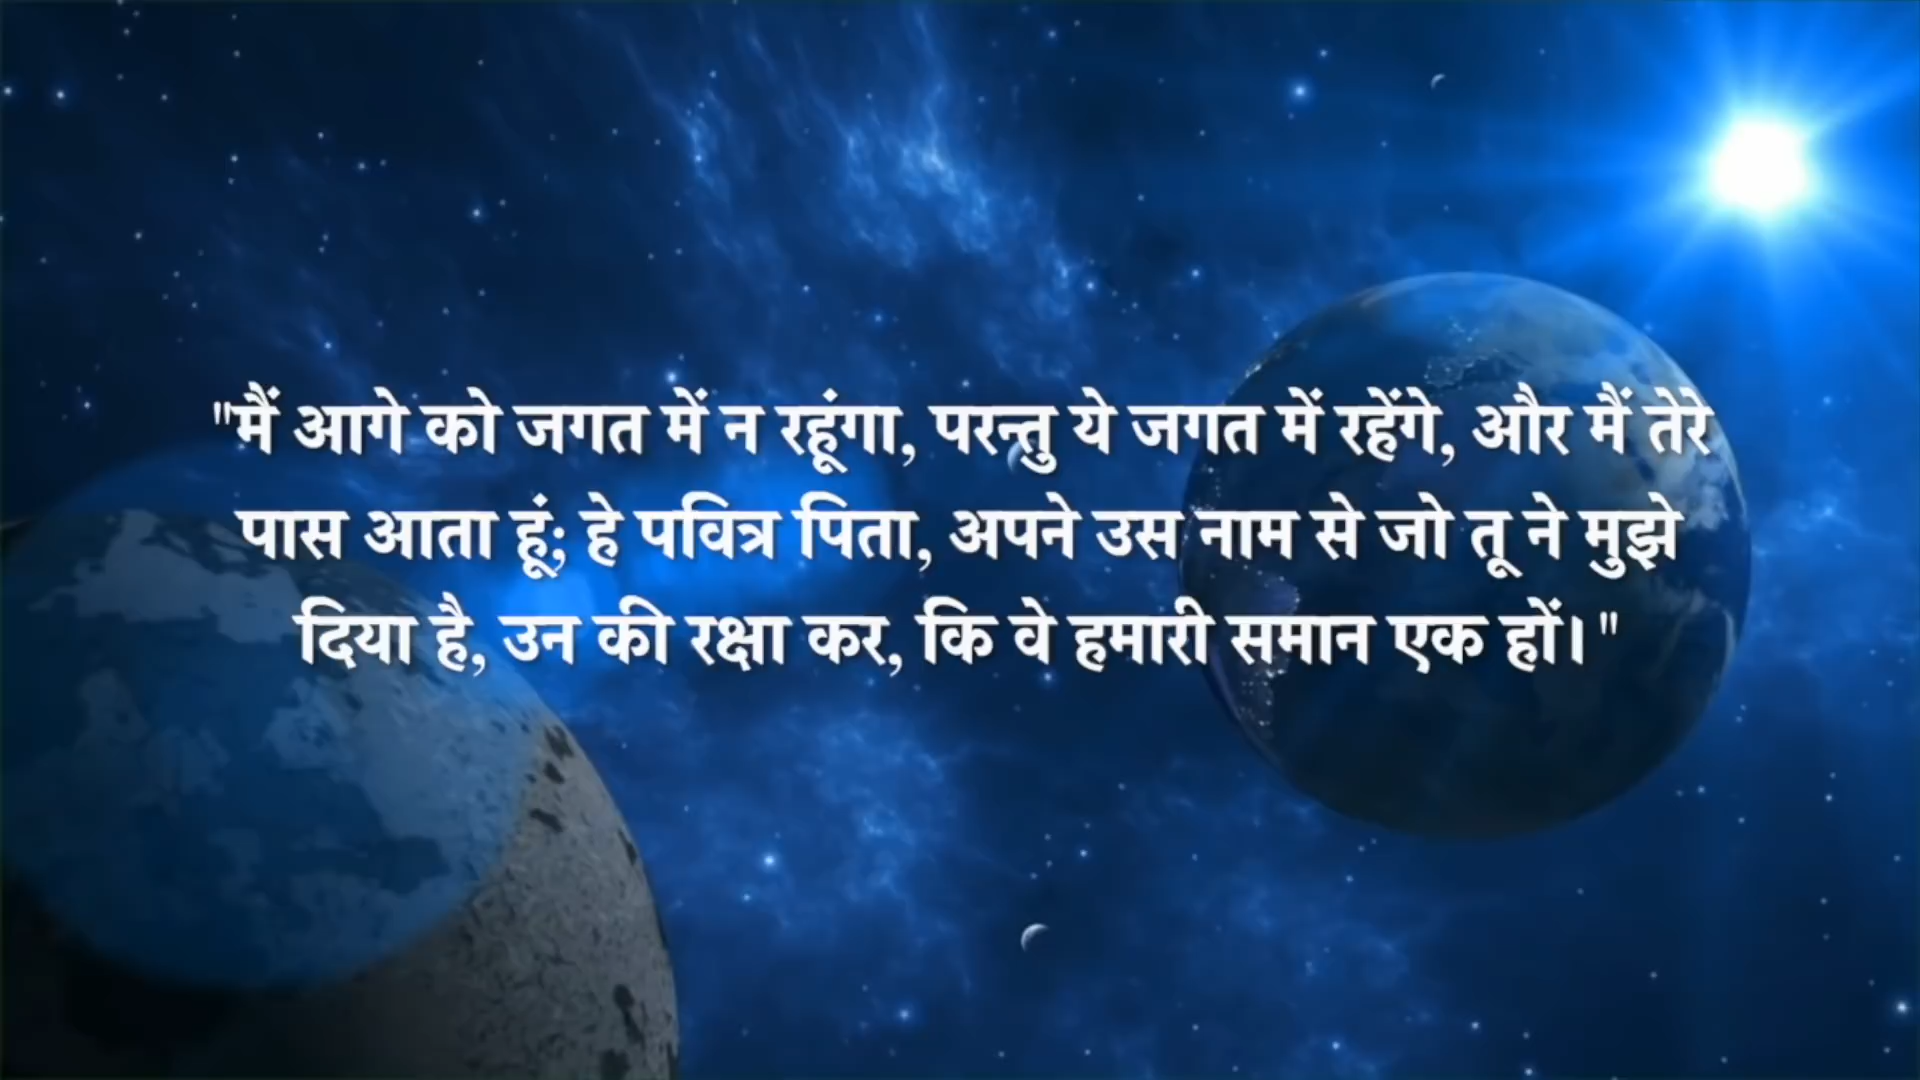 "मैं आगे को जगत में न रहूंगा, परन्तु ये जगत में रहेंगे, और मैं तेरे
पास आता हूं; हे पवित्र पिता, अपने उस नाम से जो तू ने मुझे
दिया है, उन की रक्षा कर, कि वे हमारी समान एक हों।"